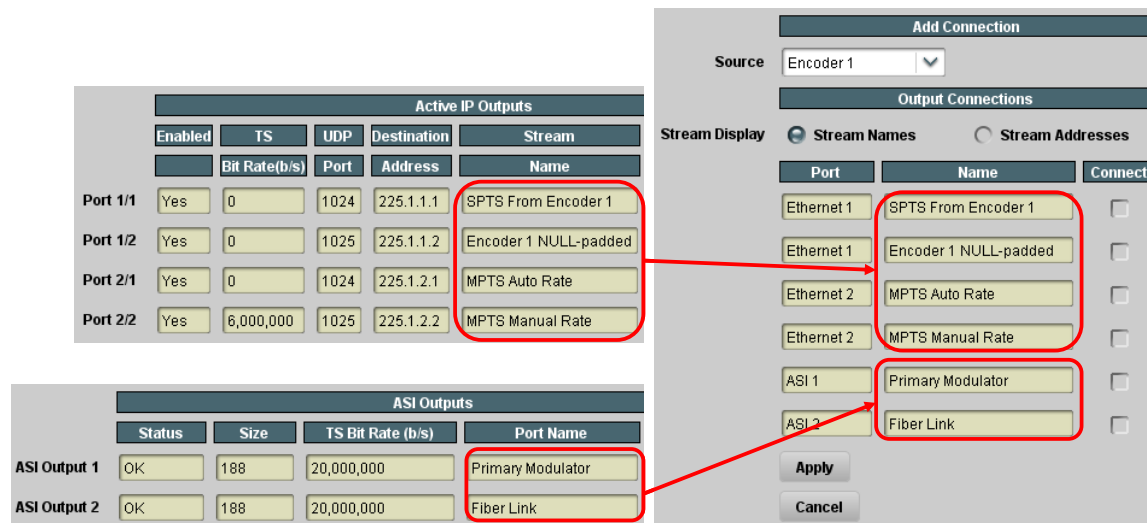 Active IP Outputs
Enabled TS UDP Destination Stream
Bit Rate(b/s) Port Address Name
Port 1/1 Yes 0 1024 225.1.1.1 SPTS From Encoder 1
Port 1/2 Yes 0 1025 225.1.1.2 Encoder 1 NULL-padded
Port 2/1 Yes 0 1024 225.1.2.1 MPTS Auto Rate
Port 2/2 Yes 6,000,000 1025 225.1.2.2 MPTS Manual Rate
ASI Outputs
Status Size TS Bit Rate (b/s) Port Name
ASI Output 1 OK 188 20,000,000 Primary Modulator
ASI Output 2 OK 188 20,000,000 Fiber Link
Add Connection
Source Encoder 1
Output Connections
Stream Display Stream Names Stream Addresses
Port Name Connect
Ethernet 1 SPTS From Encoder 1
Ethernet 1 Encoder 1 NULL-padded
Ethernet 2 MPTS Auto Rate
Ethernet 2 MPTS Manual Rate
ASI 1 Primary Modulator
ASI 2 Fiber Link
Apply
Cancel